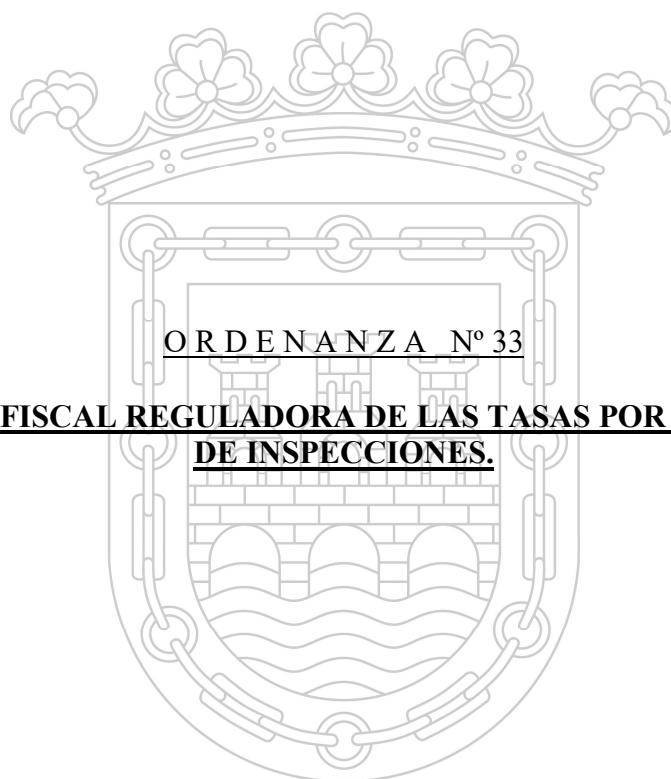 O R D E N A N Z A Nº 33
FISCAL REGULADORA DE LAS TASAS POR
DE INSPECCIONES.